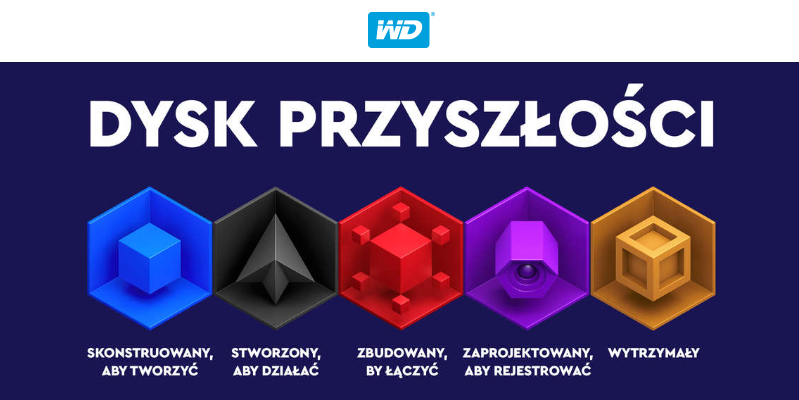 WD
DYSK PRZYSZŁOŚCI
SKONSTRUOWANY,
ABY TWORZYĆ
STWORZONY,
ABY DZIAŁAĆ
ZBUDOWANY,
BY ŁĄCZYĆ
ZAPROJEKTOWANY,
ABY REJESTROWAĆ
WYTRZYMAŁY